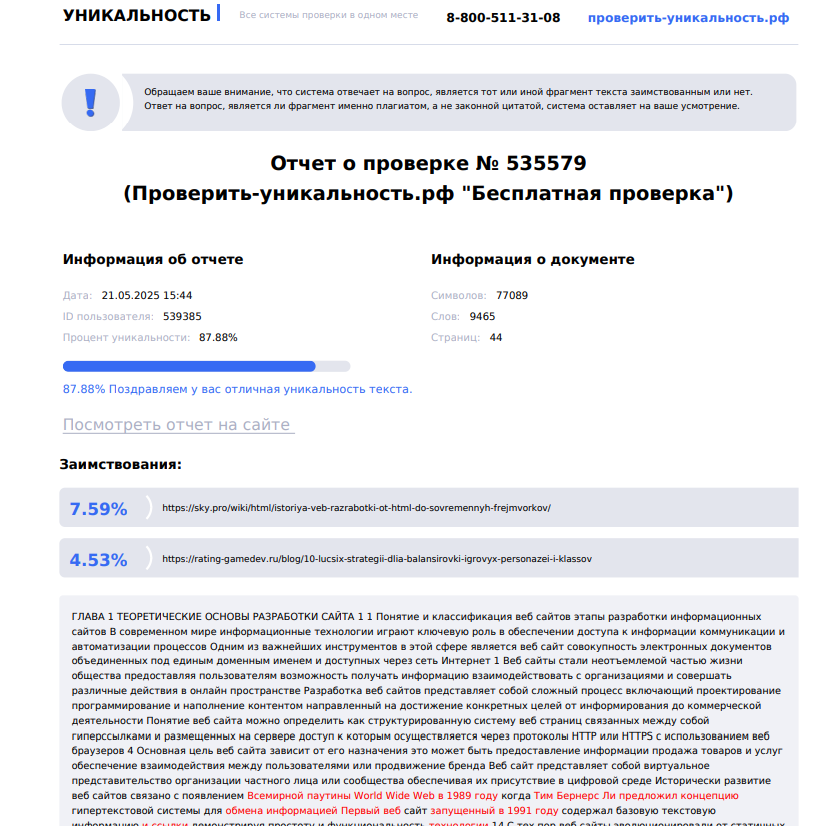 УНИКАЛЬНОСТЬ
Все системы проверки в одном месте
8-800-511-31-08
проверить-уникальность.рф
!
Обращаем ваше внимание, что система отвечает на вопрос, является тот или иной фрагмент текста заимствованным или нет.
Ответ на вопрос, является ли фрагмент именно плагиатом, а не законной цитатой, система оставляет на ваше усмотрение.
Отчет о проверке № 535579
(Проверить-уникальность.рф "Бесплатная проверка")
Информация об отчете
Дата: 21.05.2025 15:44
ID пользователя: 539385
Процент уникальности: 87.88%
87.88% Поздравляем у вас отличная уникальность текста.
Посмотреть отчет на сайте
Информация о документе
Символов: 77089
Слов: 9465
Страниц: 44
Заимствования:
7.59% https://sky.pro/wiki/html/istoriya-veb-razrabotki-ot-html-do-sovremennyh-frejmvorkov/
4.53% https://rating-gamedev.ru/blog/10-lucsix-strategii-dlia-balansirovki-igrovyx-personazei-i-klassov
ГЛАВА 1 ТЕОРЕТИЧЕСКИЕ ОСНОВЫ РАЗРАБОТКИ САЙТА 1 1 Понятие и классификация веб сайтов этапы разработки информационных
сайтов В современном мире информационные технологии играют ключевую роль в обеспечении доступа к информации коммуникации и
автоматизации процессов Одним из важнейших инструментов в этой сфере является веб сайт совокупность электронных документов
объединенных под единым доменным именем и доступных через сеть Интернет 1 Веб сайты стали неотъемлемой частью жизни
общества предоставляя пользователям возможность получать информацию взаимодействовать с организациями и совершать
различные действия в онлайн пространстве Разработка веб сайтов представляет собой сложный процесс включающий проектирование
программирование и наполнение контентом направленный на достижение конкретных целей от информирования до коммерческой
деятельности Понятие веб сайта можно определить как структурированную систему веб страниц связанных между собой
гиперссылками и размещенных на сервере доступ к которым осуществляется через протоколы HTTP или HTTPS с использованием веб
браузеров 4 Основная цель веб сайта зависит от его назначения это может быть предоставление информации продажа товаров и услуг
обеспечение взаимодействия между пользователями или продвижение бренда Веб сайт представляет собой виртуальное
представительство организации частного лица или сообщества обеспечивая их присутствие в цифровой среде Исторически развитие
веб сайтов связано с появлением Всемирной паутины World Wide Web в 1989 году когда Тим Бернерс Ли предложил концепцию
гипертекстовой системы для обмена информацией Первый веб сайт запущенный в 1991 году содержал базовую текстовую
информацию и ссылки демонстрируя простоту и функциональность технологии 14 С тех пор веб сайты эволюционировали от статичных